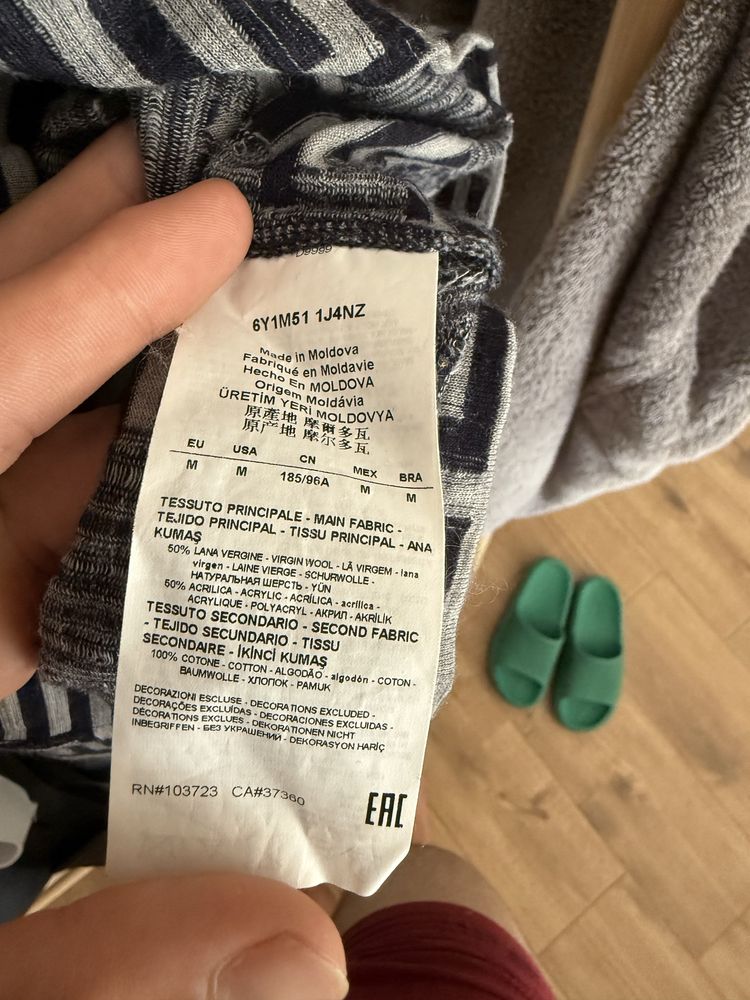 D9999
6Y1M51 1J4NZ
Made in Moldova
Fabriqué en Moldavie
Hecho En MOLDOVA
Origem Moldávia
ÜRETİM YERİ MOLDOVYA
原產地 摩爾多瓦
原产地 摩尔多瓦
EU USA CN MEX BRA
M M 185/96A M M
TESSUTO PRINCIPALE - MAIN FABRIC -
TEJIDO PRINCIPAL - TISSU PRINCIPAL - ANA
KUMAŞ
50% LANA VERGINE - VIRGIN WOOL - LÃ VIRGEM - lana
virgen - LAINE VIERGE - SCHURWOLLE -
НАТУРАЛЬНАЯ ШЕРСТЬ - YÜN
50% ACRILICA - ACRYLIC - ACRÍLICA - acrílica -
ACRYLIQUE - POLYACRYL - АКРИЛ - AKRİLİK
TESSUTO SECONDARIO - SECOND FABRIC
- TEJIDO SECUNDARIO - TISSU
SECONDAIRE - İKİNCİ KUMAŞ
100% COTONE - COTTON - ALGODÃO - algodón - COTON -
BAUMWOLLE - ХЛОПОК - PAMUK
DECORAZIONI ESCLUSE - DECORATIONS EXCLUDED -
DECORAÇÕES EXCLUÍDAS - DECORACIONES EXCLUIDAS -
DÉCORATIONS EXCLUES - DEKORATIONEN NICHT
INBEGRIFFEN - БЕЗ УКРАШЕНИЙ - DEKORASYON HARİÇ
RN#103723 CA#37360
EAC